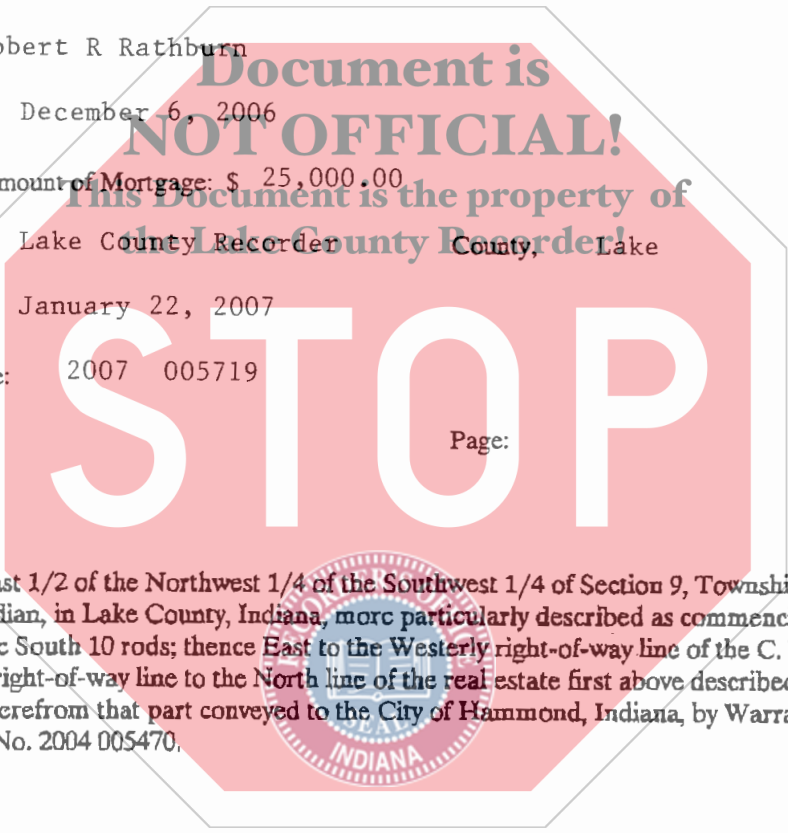 obert R Rathburn
Document is
December 6, 2006
NOT OFFICIAL!
mount of Mortgage: $ 25,000.00
This Document is the property of
Lake County Recorder County, Lake
the Lake County Recorder!
January 22, 2007
STOP
e: 2007 005719
Page:
ast 1/2 of the Northwest 1/4 of the Southwest 1/4 of Section 9, Townshi
dian, in Lake County, Indiana, more particularly described as commenc
c South 10 rods; thence East to the Westerly right-of-way line of the C.
right-of-way line to the North line of the real estate first above described
erefrom that part conveyed to the City of Hammond, Indiana, by Warra
No. 2004 005470,
SEAL
INDIANA